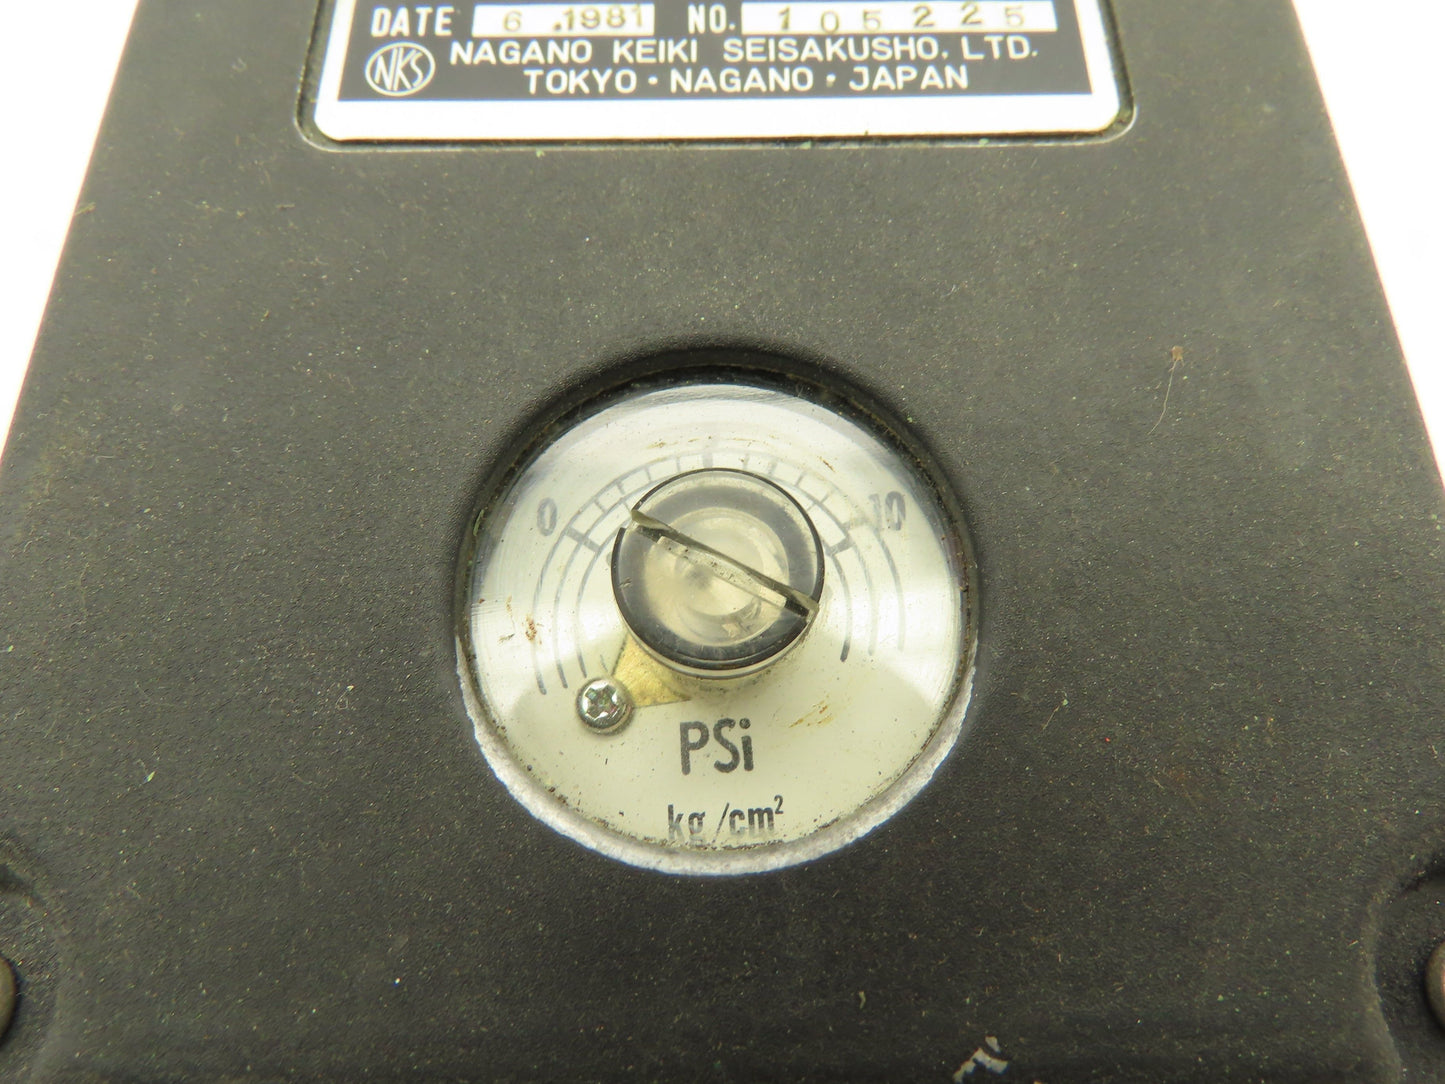 DATE 6 .1981 NO. 105225
NKS NAGANO KEIKI SEISAKUSHO. LTD.
TOKYO · NAGANO · JAPAN
0 10
PSi
kg/cm²